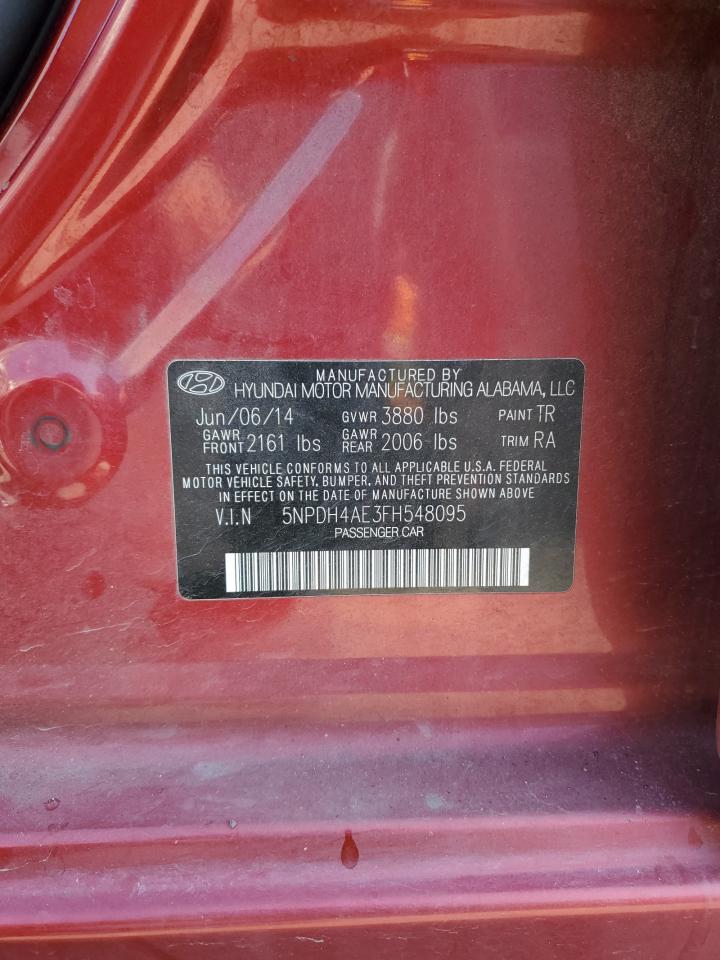 MANUFACTURED BY
HYUNDAI MOTOR MANUFACTURING ALABAMA, LLC
Jun/06/14 GVWR 3880 lbs PAINT TR
GAWR FRONT 2161 lbs GAWR REAR 2006 lbs TRIM RA
THIS VEHICLE CONFORMS TO ALL APPLICABLE U.S.A. FEDERAL
MOTOR VEHICLE SAFETY, BUMPER, AND THEFT PREVENTION STANDARDS
IN EFFECT ON THE DATE OF MANUFACTURE SHOWN ABOVE
V.I.N 5NPDH4AE3FH548095
PASSENGER CAR